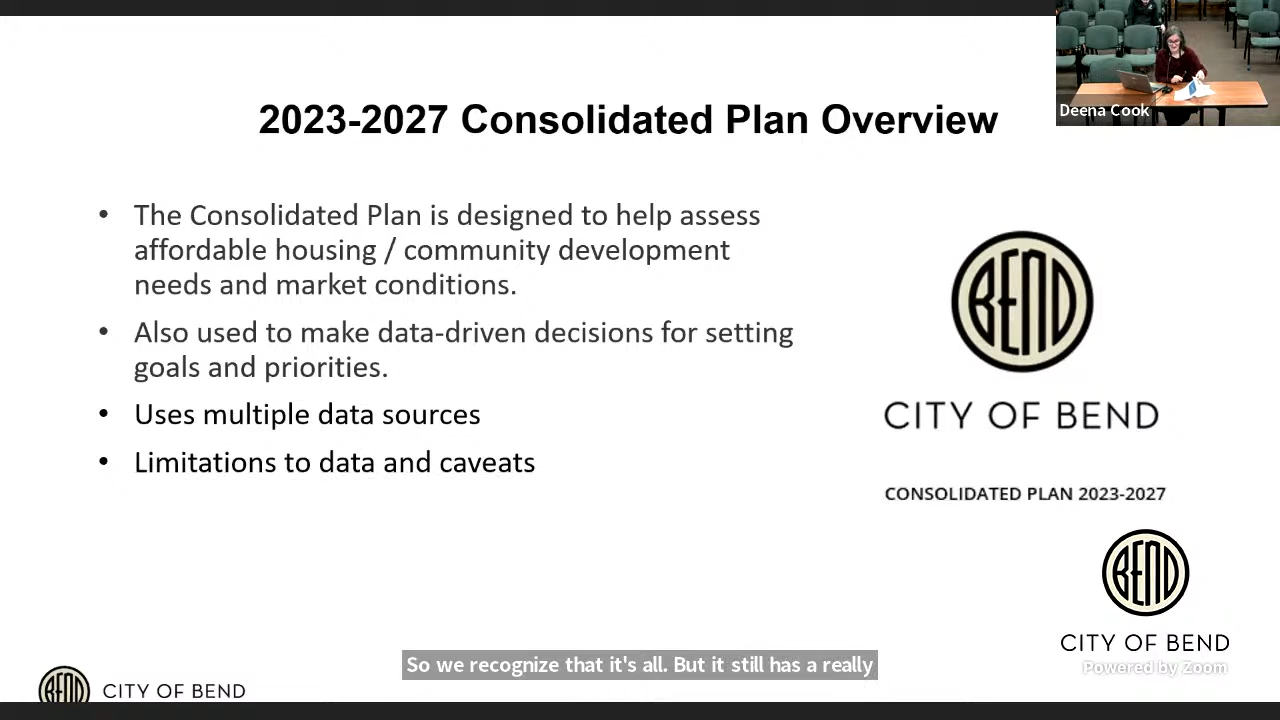 Deena Cook
2023-2027 Consolidated Plan Overview
• The Consolidated Plan is designed to help assess
affordable housing / community development
needs and market conditions.
• Also used to make data-driven decisions for setting
goals and priorities.
• Uses multiple data sources
• Limitations to data and caveats
BEND
CITY OF BEND
CONSOLIDATED PLAN 2023-2027
BEND
CITY OF BEND
Powered by Zoom
So we recognize that it's all. But it still has a really
BEND
CITY OF BEND